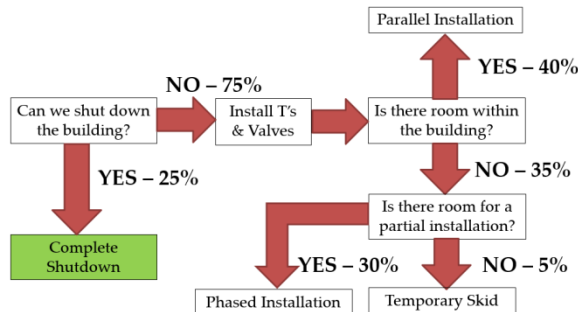 Parallel Installation
YES – 40%
NO – 75%
Can we shut down
the building?
Install T's
& Valves
Is there room within
the building?
YES – 25%
NO – 35%
Is there room for a
partial installation?
Complete
Shutdown
YES – 30%
NO – 5%
Phased Installation
Temporary Skid